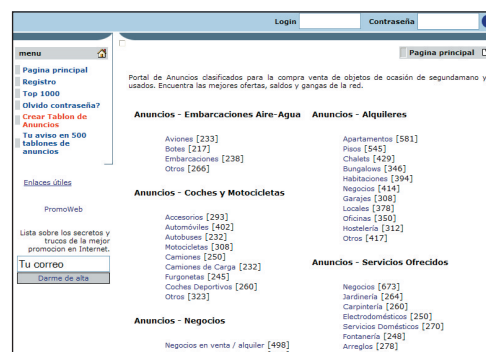 Login
Contraseña
menu
Pagina principal
Registro
Top 1000
Olvido contraseña?
Crear Tablon de
Anuncios
Tu aviso en 500
tablones de
anuncios
Enlaces útiles
PromoWeb
Lista sobre los secretos y
trucos de la mejor
promocion en Internet.
Tu correo
Darme de alta
Pagina principal
Portal de Anuncios clasificados para la compra venta de objetos de ocasión de segundamano y
usados. Encuentra las mejores ofertas, saldos y gangas de la red.
Anuncios - Embarcaciones Aire-Agua
Aviones [233]
Botes [217]
Embarcaciones [238]
Otros [266]
Anuncios - Coches y Motocicletas
Accesorios [293]
Automóviles [402]
Autobuses [232]
Motocicletas [308]
Camiones [250]
Camiones de Carga [232]
Furgonetas [245]
Coches Deportivos [260]
Otros [323]
Anuncios - Negocios
Negocios en venta / alquiler [498]
Anuncios - Alquileres
Apartamentos [581]
Pisos [545]
Chalets [429]
Bungalows [346]
Habitaciones [394]
Negocios [414]
Garajes [308]
Locales [378]
Oficinas [350]
Hostelería [312]
Otros [417]
Anuncios - Servicios Ofrecidos
Negocios [673]
Jardinería [264]
Carpintería [260]
Electrodomésticos [250]
Servicios Domésticos [270]
Fontanería [248]
Arreglos [278]